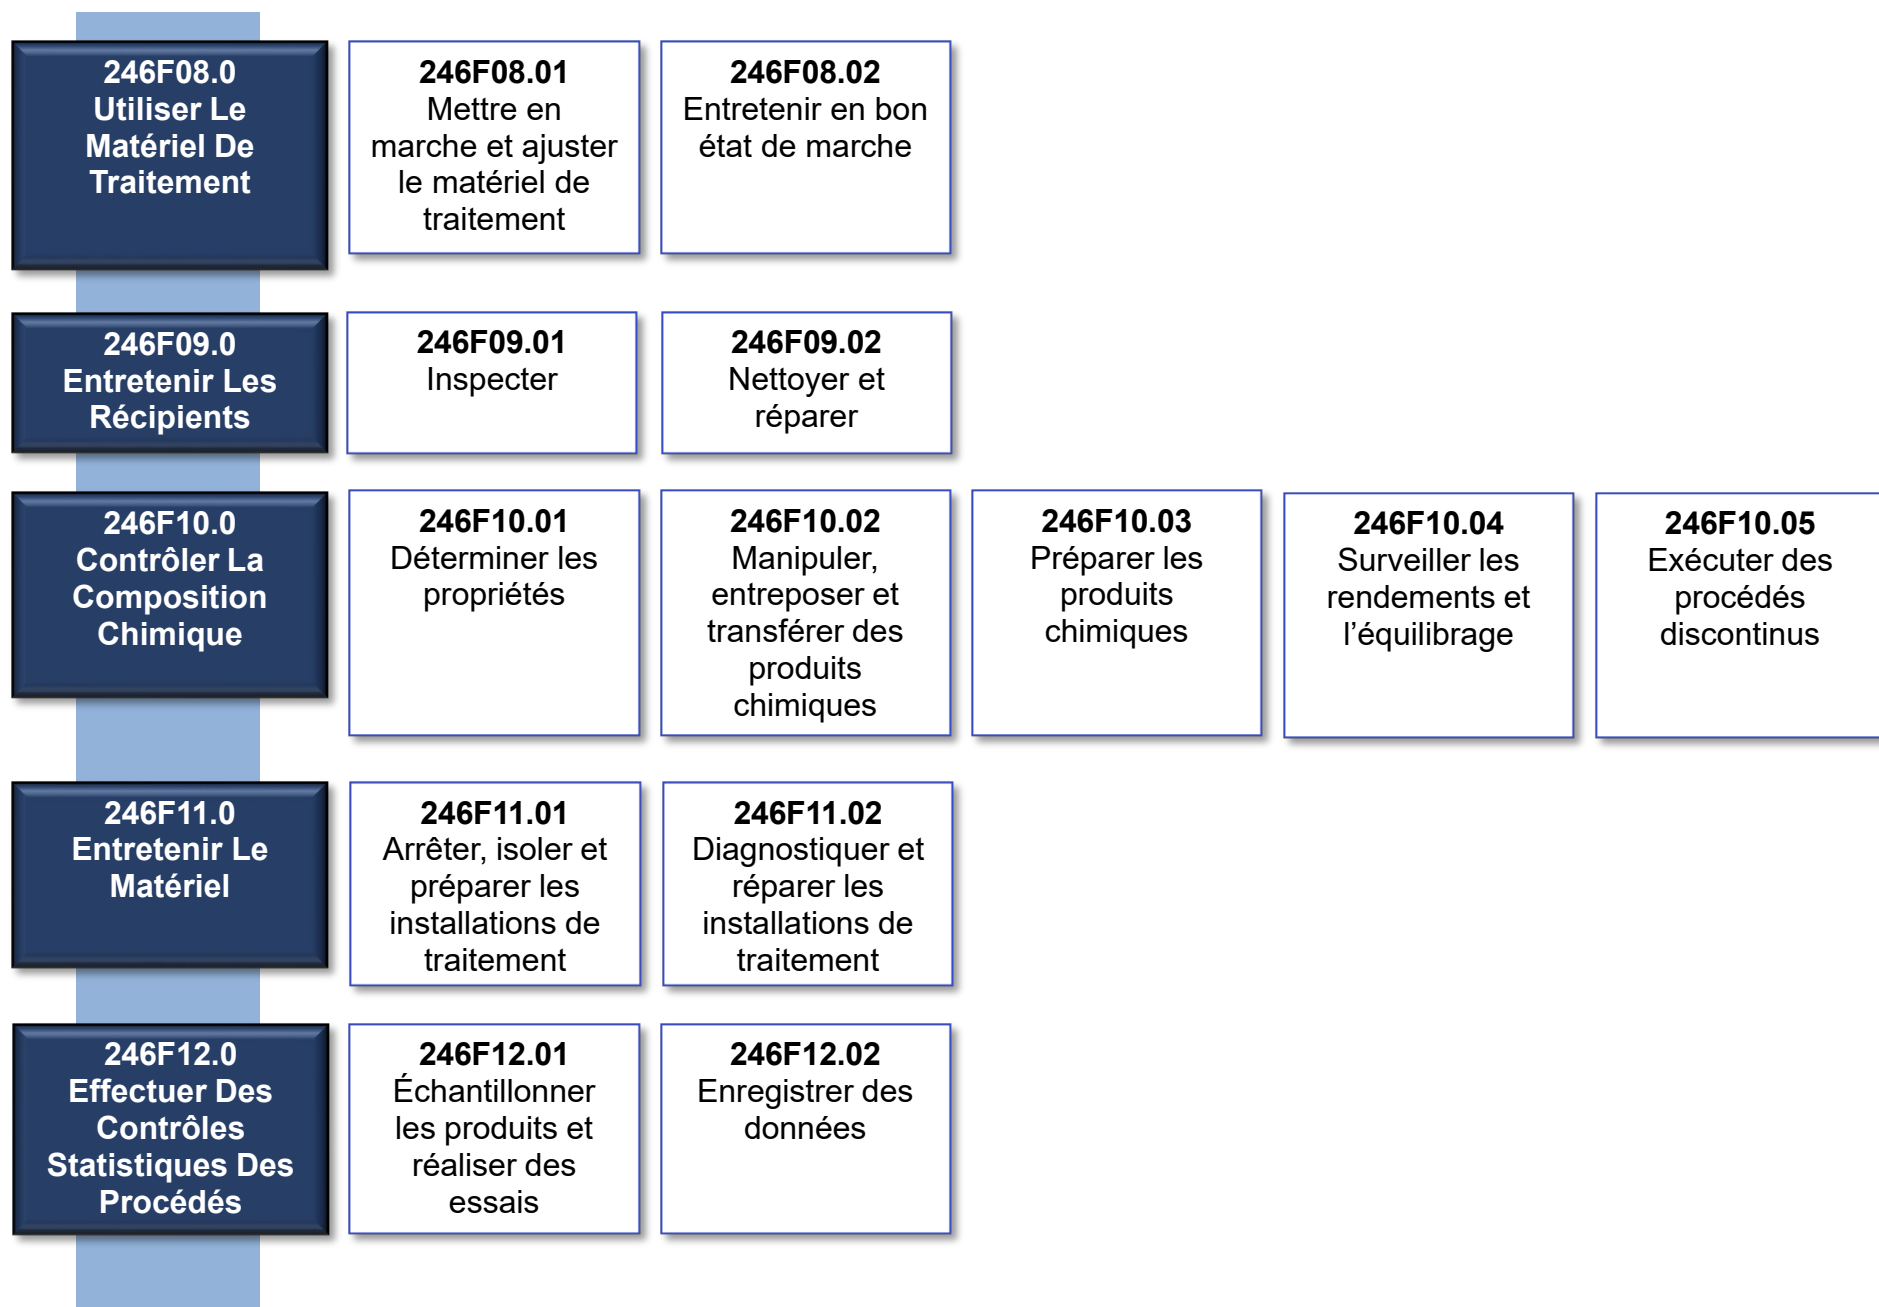 246F08.0
Utiliser Le
Matériel De
Traitement
246F08.01
Mettre en
marche et ajuster
le matériel de
traitement
246F08.02
Entretenir en bon
état de marche
246F09.0
Entretenir Les
Récipients
246F09.01
Inspecter
246F09.02
Nettoyer et
réparer
246F10.0
Contrôler La
Composition
Chimique
246F10.01
Déterminer les
propriétés
246F10.02
Manipuler,
entreposer et
transférer des
produits
chimiques
246F10.03
Préparer les
produits
chimiques
246F10.04
Surveiller les
rendements et
l’équilibrage
246F10.05
Exécuter des
procédés
discontinus
246F11.0
Entretenir Le
Matériel
246F11.01
Arrêter, isoler et
préparer les
installations de
traitement
246F11.02
Diagnostiquer et
réparer les
installations de
traitement
246F12.0
Effectuer Des
Contrôles
Statistiques Des
Procédés
246F12.01
Échantillonner
les produits et
réaliser des
essais
246F12.02
Enregistrer des
données